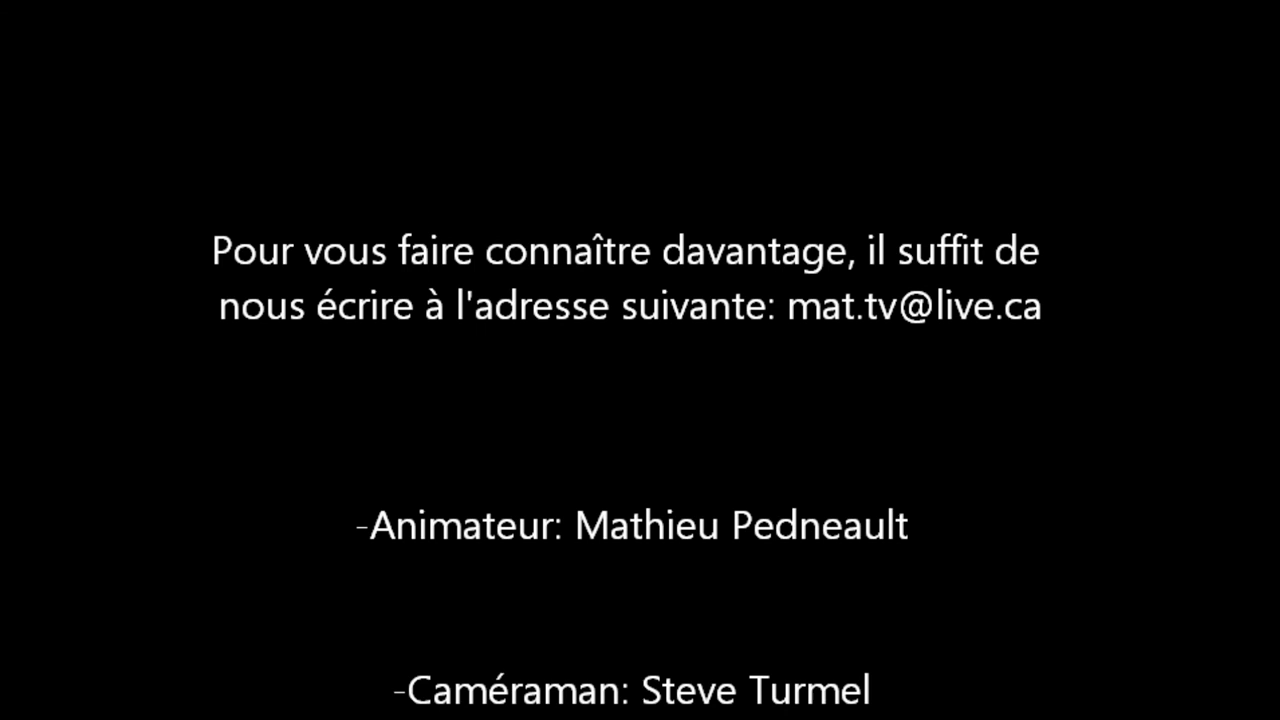 Pour vous faire connaître davantage, il suffit de
nous écrire à l'adresse suivante: mat.tv@live.ca
-Animateur: Mathieu Pedneault
-Caméraman: Steve Turmel